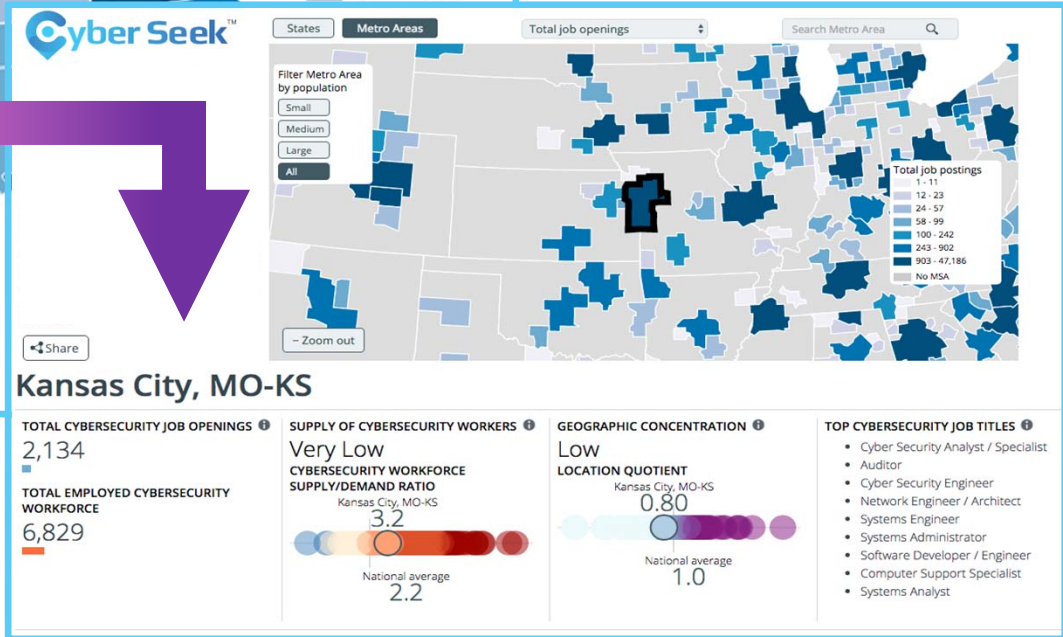 Cyber Seek™
States
Metro Areas
Total job openings
Search Metro Area
Filter Metro Area
by population
Small
Medium
Large
All
Total job postings
1 - 11
12 - 23
24 - 57
58 - 99
100 - 242
243 - 902
903 - 47,186
No MSA
– Zoom out
Share
Kansas City, MO-KS
TOTAL CYBERSECURITY JOB OPENINGS
2,134
TOTAL EMPLOYED CYBERSECURITY
WORKFORCE
6,829
SUPPLY OF CYBERSECURITY WORKERS
Very Low
CYBERSECURITY WORKFORCE
SUPPLY/DEMAND RATIO
Kansas City, MO-KS
3.2
National average
2.2
GEOGRAPHIC CONCENTRATION
Low
LOCATION QUOTIENT
Kansas City, MO-KS
0.80
National average
1.0
TOP CYBERSECURITY JOB TITLES
• Cyber Security Analyst / Specialist
• Auditor
• Cyber Security Engineer
• Network Engineer / Architect
• Systems Engineer
• Systems Administrator
• Software Developer / Engineer
• Computer Support Specialist
• Systems Analyst